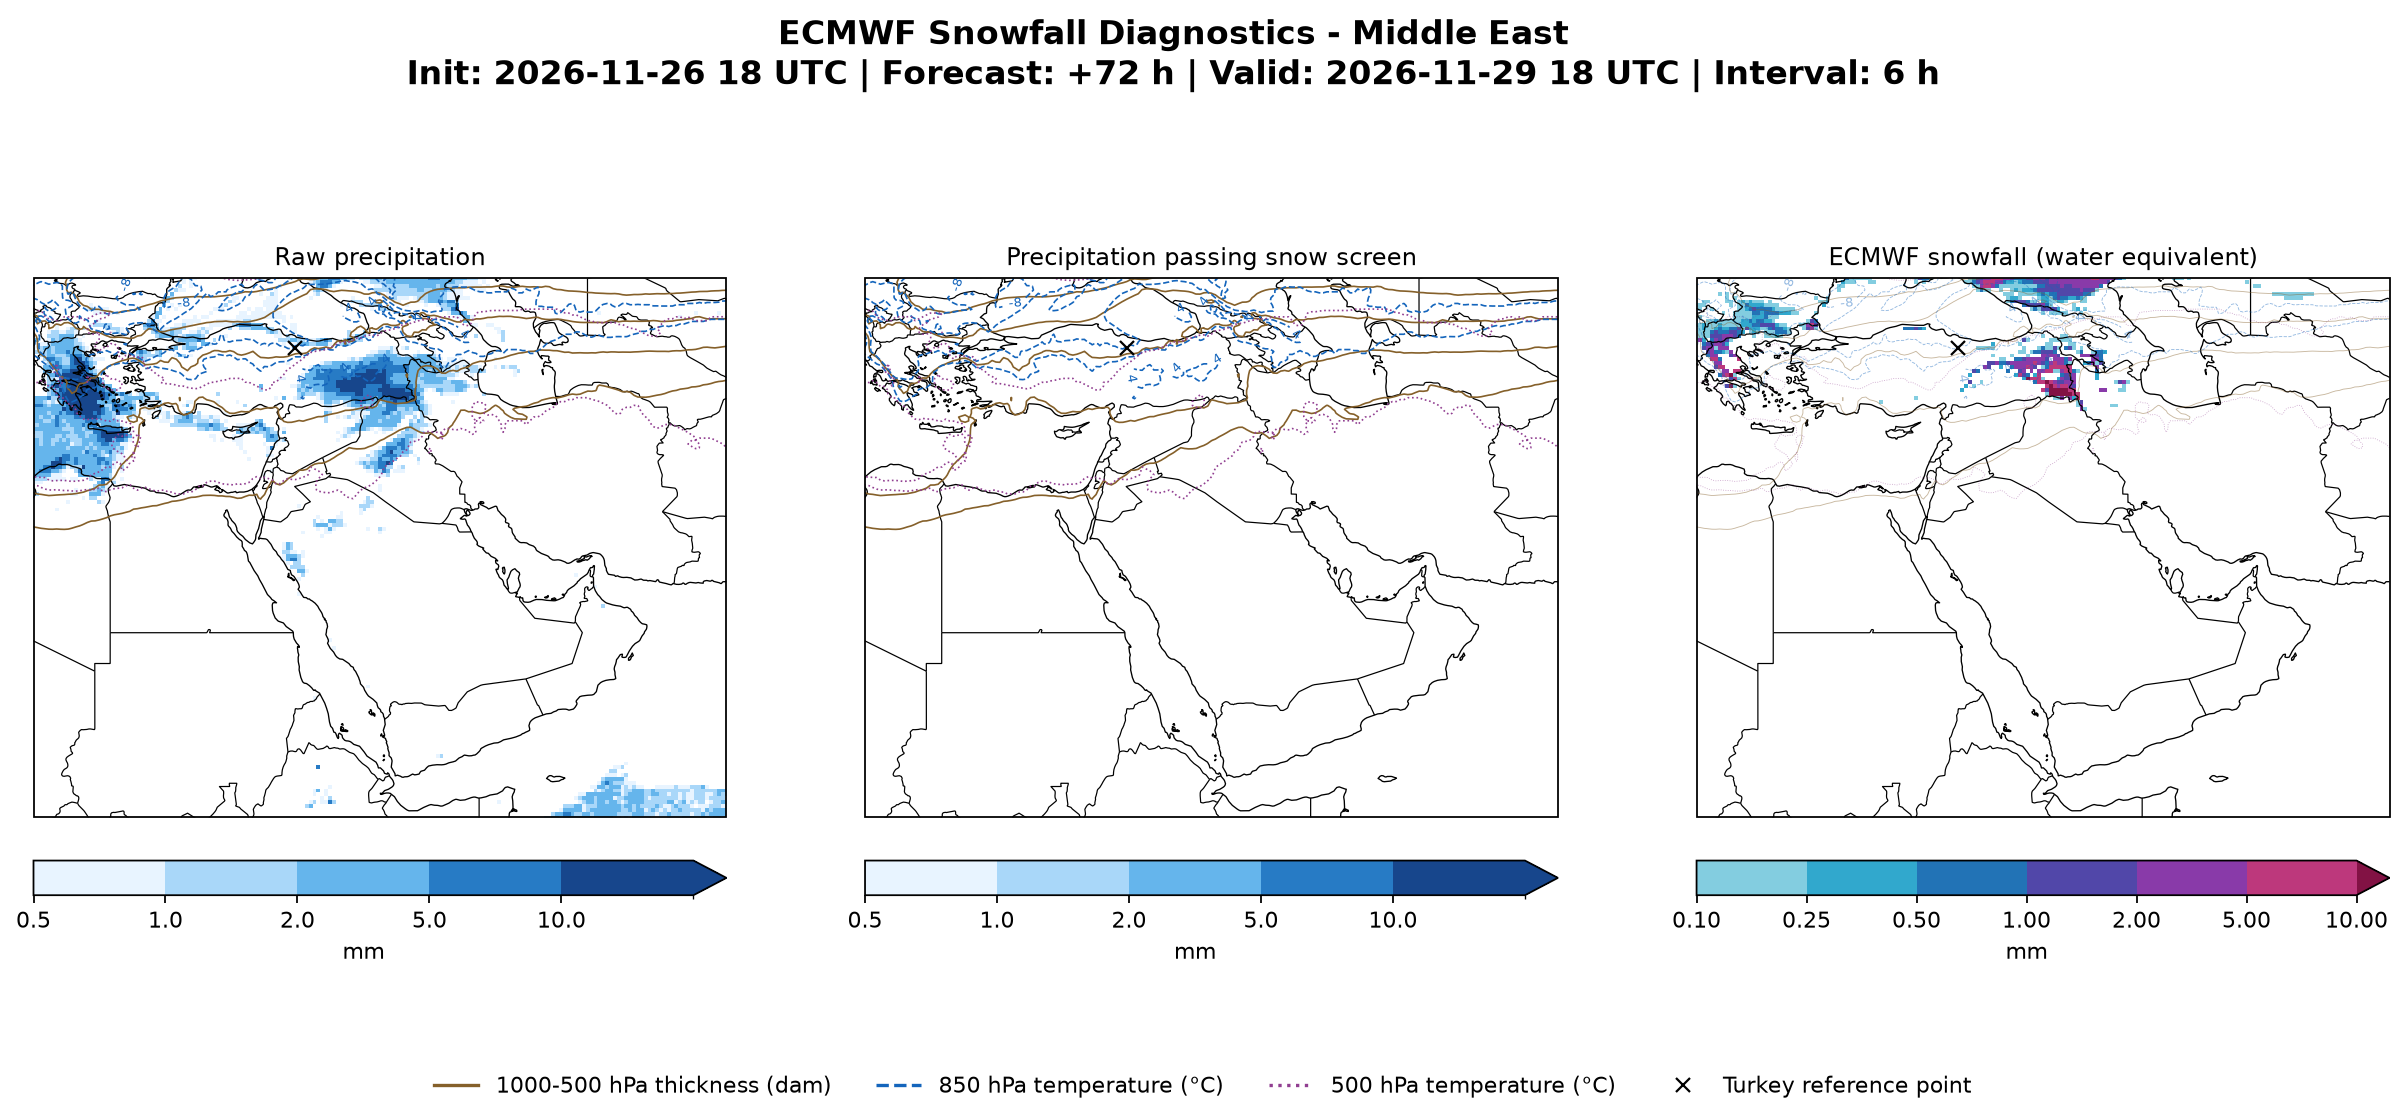 ECMWF Snowfall Diagnostics - Middle East
Init: 2026-11-26 18 UTC | Forecast: +72 h | Valid: 2026-11-29 18 UTC | Interval: 6 h
Raw precipitation
Precipitation passing snow screen
ECMWF snowfall (water equivalent)
0.5 1.0 2.0 5.0 10.0
mm
0.5 1.0 2.0 5.0 10.0
mm
0.10 0.25 0.50 1.00 2.00 5.00 10.00
mm
1000-500 hPa thickness (dam)
850 hPa temperature (°C)
500 hPa temperature (°C)
Turkey reference point